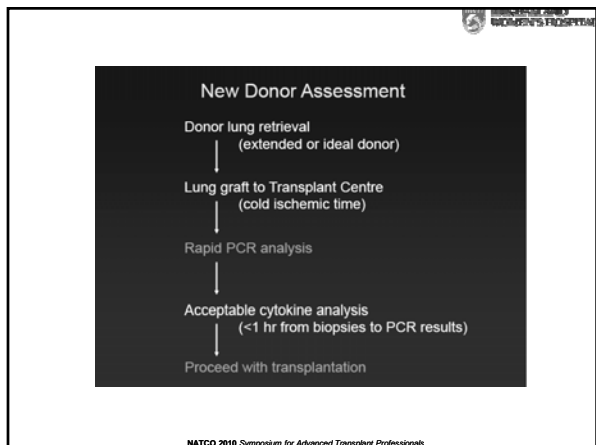 WOMEN'S HOSPITAL
New Donor Assessment
Donor lung retrieval
(extended or ideal donor)
Lung graft to Transplant Centre
(cold ischemic time)
Rapid PCR analysis
Acceptable cytokine analysis
(<1 hr from biopsies to PCR results)
Proceed with transplantation
NATCO 2010 Symposium for Advanced Transplant Professionals